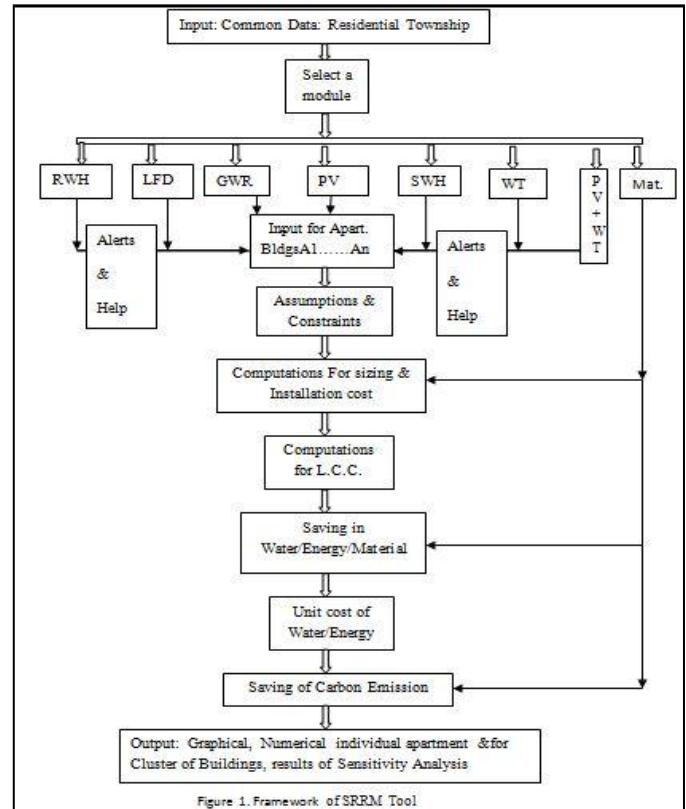 Input: Common Data: Residential Township
Select a
module
RWH
LFD
GWR
PV
SWH
WT
P
V
+
W
T
Mat.
Alerts
&
Help
Input for Apart.
BldgsA1......An
Alerts
&
Help
Assumptions &
Constraints
Computations For sizing &
Installation cost
Computations
for L.C.C.
Saving in
Water/Energy/Material
Unit cost of
Water/Energy
Saving of Carbon Emission
Output: Graphical, Numerical individual apartment &for
Cluster of Buildings, results of Sensitivity Analysis
Figure 1. Framework of SRRM Tool